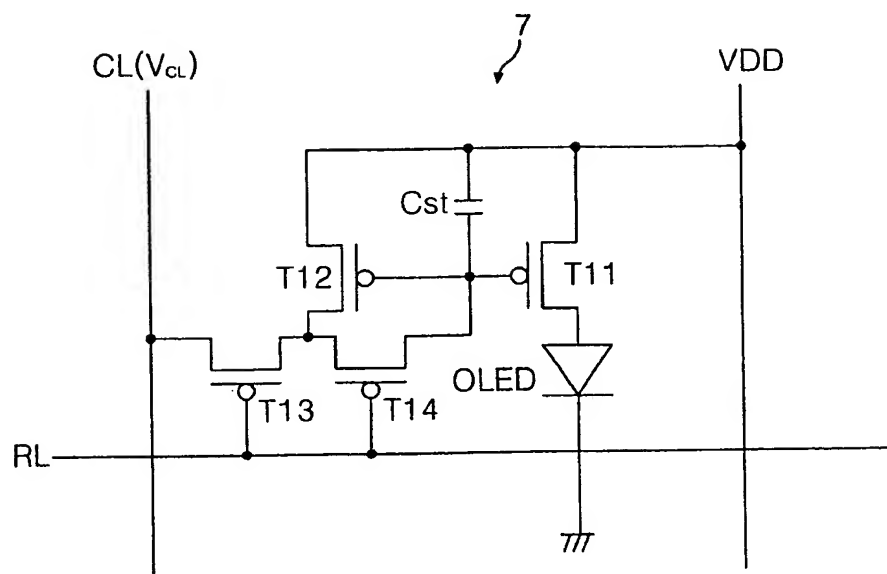 7
CL(VCL)
VDD
Cst
T12
T11
OLED
T13
T14
RL